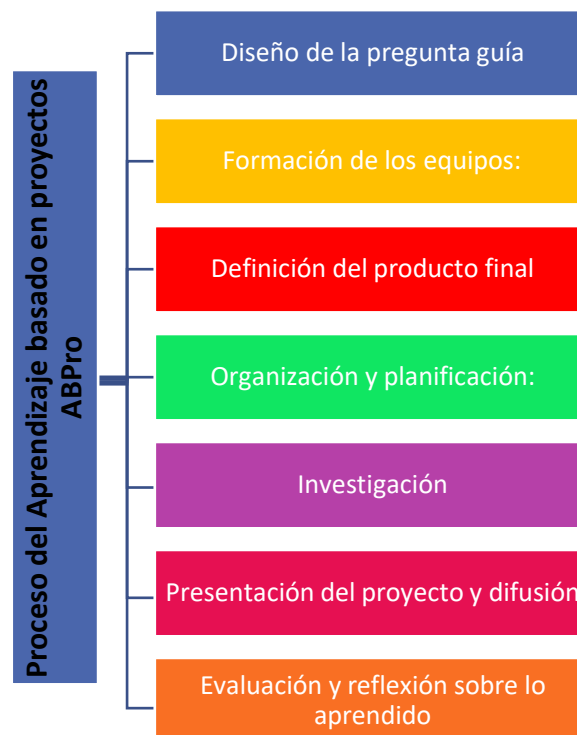 Proceso del Aprendizaje basado en proyectos
ABPro
Diseño de la pregunta guía
Formación de los equipos:
Definición del producto final
Organización y planificación:
Investigación
Presentación del proyecto y difusión
Evaluación y reflexión sobre lo
aprendido